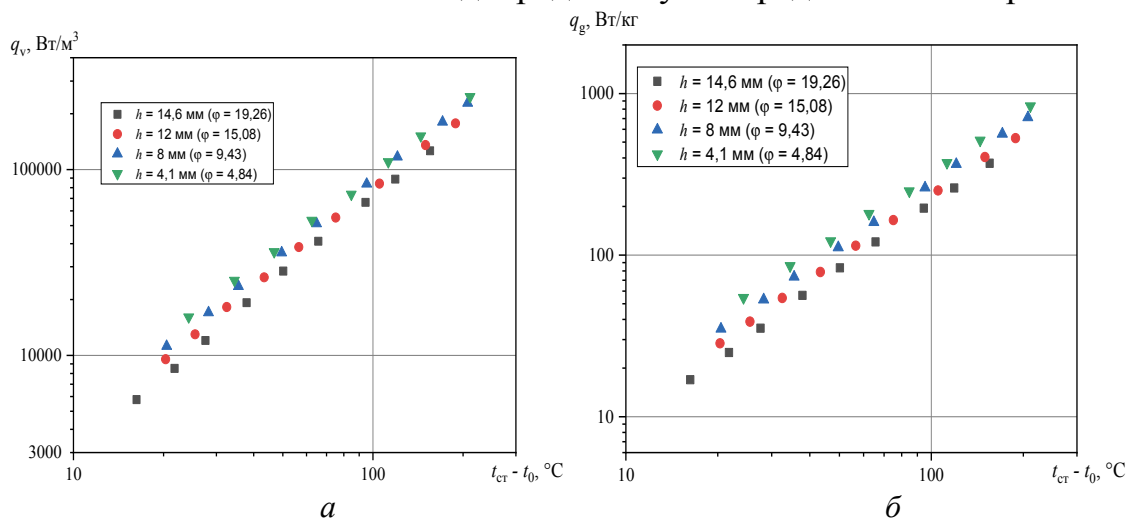 q_v, Вт/м³
h = 14,6 мм (φ = 19,26)
h = 12 мм (φ = 15,08)
h = 8 мм (φ = 9,43)
h = 4,1 мм (φ = 4,84)
100000
10000
3000
10
100
t_ст - t_0, °C
а
q_g, Вт/кг
h = 14,6 мм (φ = 19,26)
h = 12 мм (φ = 15,08)
h = 8 мм (φ = 9,43)
h = 4,1 мм (φ = 4,84)
1000
100
10
10
100
t_ст - t_0, °C
б